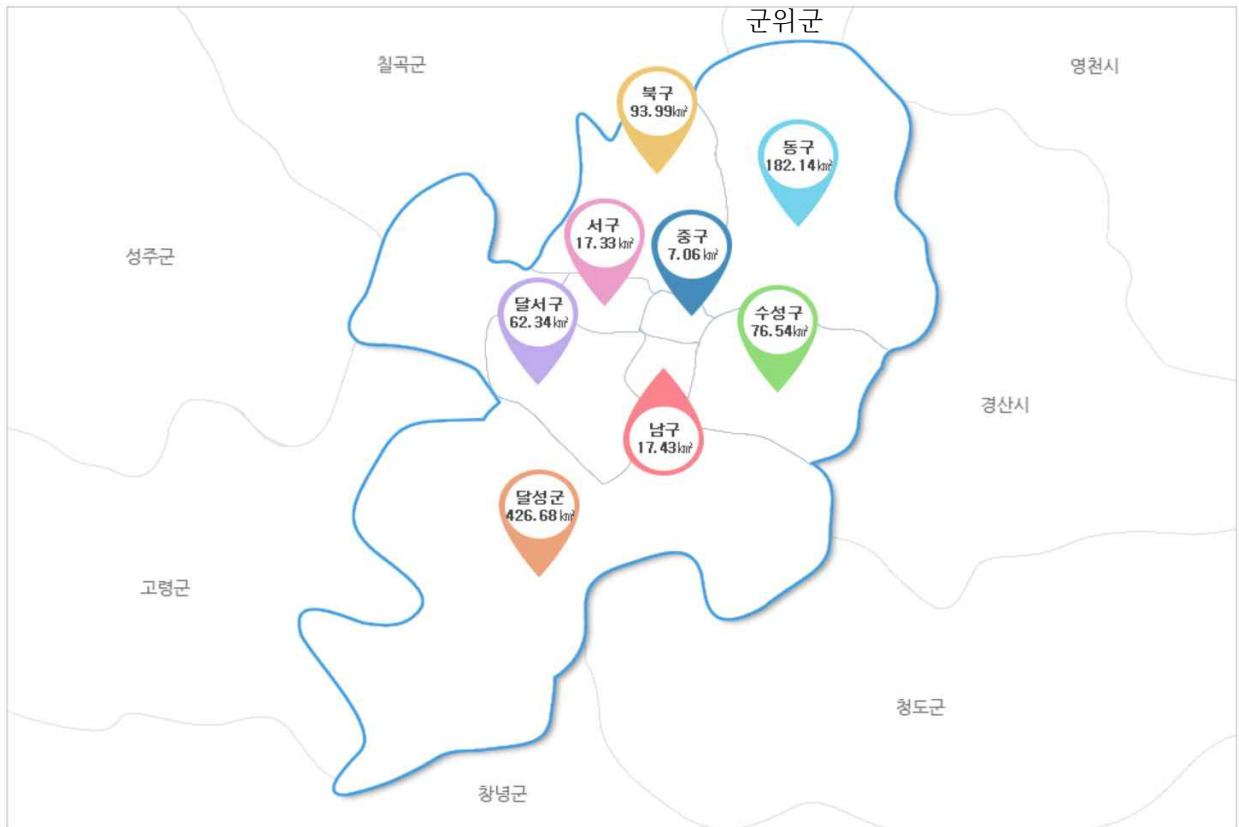 군위군
칠곡군
영천시
북구
93.99㎢
동구
182.14㎢
서구
17.33㎢
중구
7.06㎢
성주군
달서구
62.34㎢
수성구
76.54㎢
경산시
남구
17.43㎢
달성군
426.68㎢
고령군
청도군
창녕군